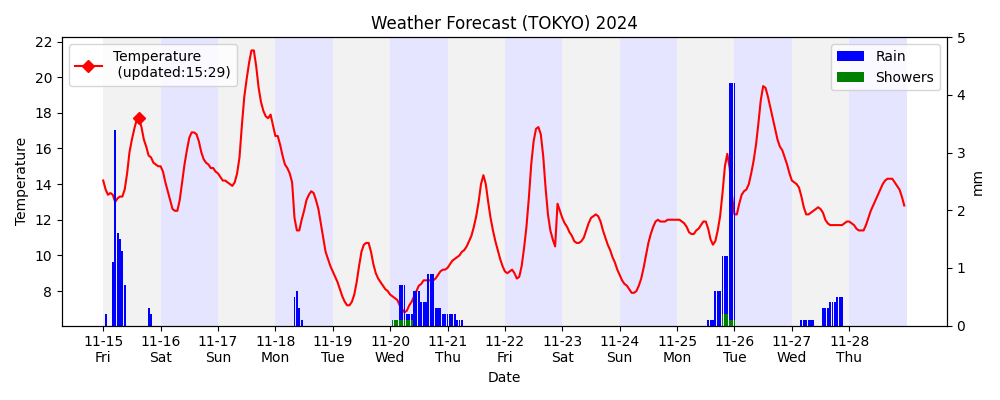 Weather Forecast (TOKYO) 2024
Temperature
(updated:15:29)
Rain
Showers
22
20
18
16
14
12
10
8
Temperature
5
4
3
2
1
0
mm
11-15 11-16 11-17 11-18 11-19 11-20 11-21 11-22 11-23 11-24 11-25 11-26 11-27 11-28
Fri Sat Sun Mon Tue Wed Thu Fri Sat Sun Mon Tue Wed Thu
Date